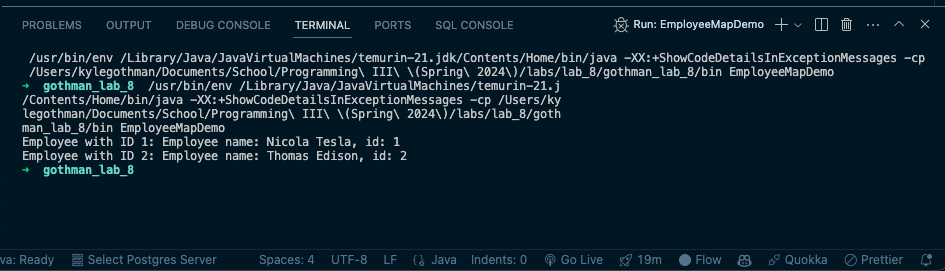 PROBLEMS OUTPUT DEBUG CONSOLE TERMINAL PORTS SQL CONSOLE Run: EmployeeMapDemo
/usr/bin/env /Library/Java/JavaVirtualMachines/temurin-21.jdk/Contents/Home/bin/java -XX:+ShowCodeDetailsInExceptionMessages -cp
/Users/kylegothman/Documents/School/Programming\ III\ \(Spring\ 2024\)/labs/lab_8/gothman_lab_8/bin EmployeeMapDemo
→ gothman_lab_8 /usr/bin/env /Library/Java/JavaVirtualMachines/temurin-21.j
/Contents/Home/bin/java -XX:+ShowCodeDetailsInExceptionMessages -cp /Users/ky
legothman/Documents/School/Programming\ III\ \(Spring\ 2024\)/labs/lab_8/goth
man_lab_8/bin EmployeeMapDemo
Employee with ID 1: Employee name: Nicola Tesla, id: 1
Employee with ID 2: Employee name: Thomas Edison, id: 2
→ gothman_lab_8
va: Ready Select Postgres Server Spaces: 4 UTF-8 LF {} Java Indents: 0 Go Live 19m Flow Quokka Prettier